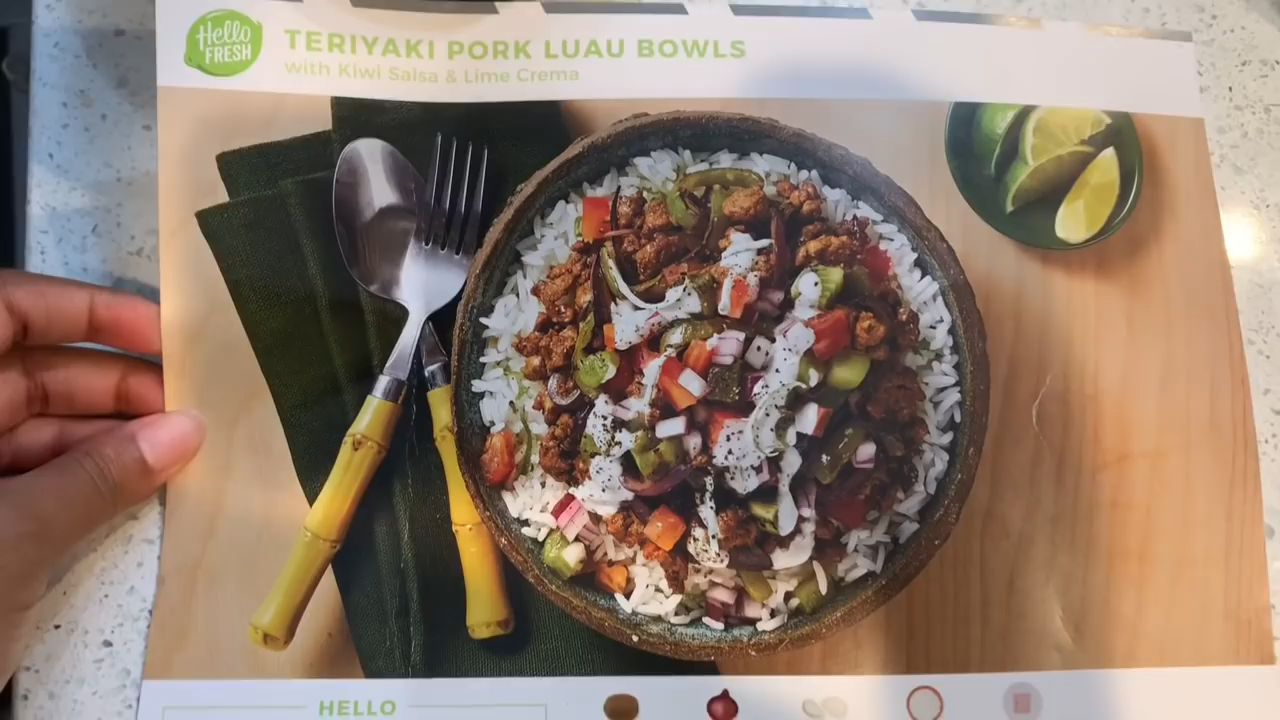 Hello
FRESH
TERIYAKI PORK LUAU BOWLS
with Kiwi Salsa & Lime Crema
HELLO